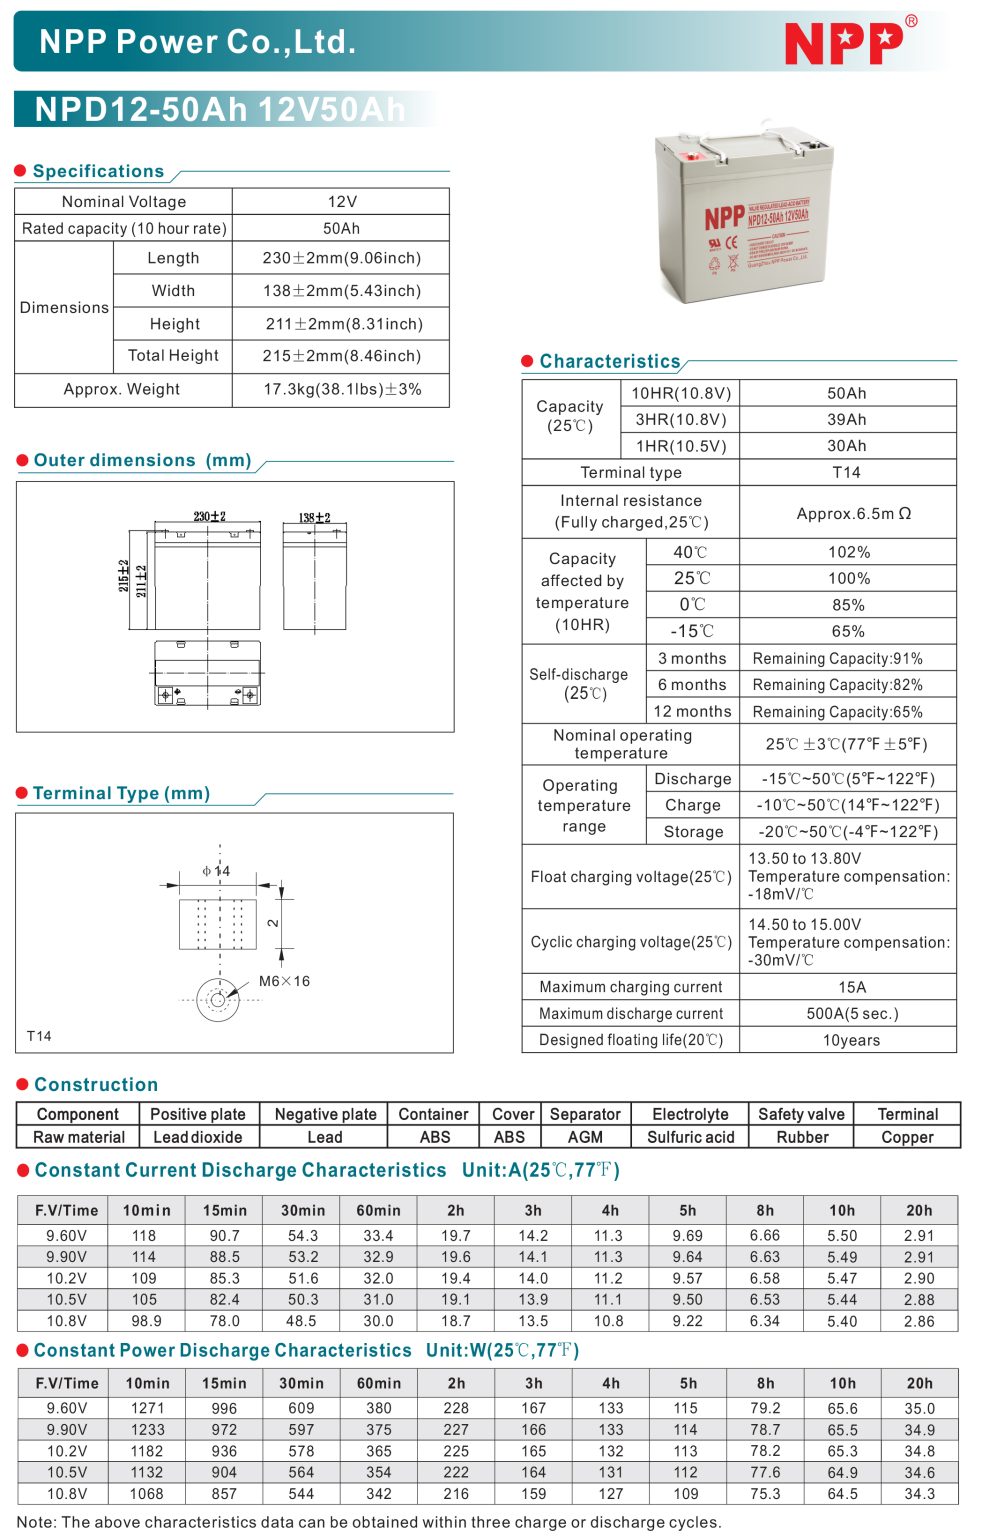 NPP Power Co.,Ltd.
NPP®
NPD12-50Ah 12V50Ah
NPP
VALVE REGULATED LEAD-ACID BATTERY
NPD12-50Ah 12V50Ah
CAUTION
Guangzhou NPP Power Co.,Ltd.
Specifications
Nominal Voltage 12V
Rated capacity (10 hour rate) 50Ah
Dimensions
Length 230±2mm(9.06inch)
Width 138±2mm(5.43inch)
Height 211±2mm(8.31inch)
Total Height 215±2mm(8.46inch)
Approx. Weight 17.3kg(38.1lbs)±3%
Outer dimensions (mm)
230±2 138±2
215±2
211±2
Terminal Type (mm)
ϕ14
2
M6×16
T14
Characteristics
Capacity
(25℃)
10HR(10.8V) 50Ah
3HR(10.8V) 39Ah
1HR(10.5V) 30Ah
Terminal type T14
Internal resistance
(Fully charged,25℃) Approx.6.5mΩ
Capacity
affected by
temperature
(10HR)
40℃ 102%
25℃ 100%
0℃ 85%
-15℃ 65%
Self-discharge
(25℃)
3 months Remaining Capacity:91%
6 months Remaining Capacity:82%
12 months Remaining Capacity:65%
Nominal operating
temperature 25℃±3℃(77℉±5℉)
Operating
temperature
range
Discharge -15℃~50℃(5℉~122℉)
Charge -10℃~50℃(14℉~122℉)
Storage -20℃~50℃(-4℉~122℉)
Float charging voltage(25℃)
13.50 to 13.80V
Temperature compensation:
-18mV/℃
Cyclic charging voltage(25℃)
14.50 to 15.00V
Temperature compensation:
-30mV/℃
Maximum charging current 15A
Maximum discharge current 500A(5 sec.)
Designed floating life(20℃) 10years
Construction
Component Positive plate Negative plate Container Cover Separator Electrolyte Safety valve Terminal
Raw material Lead dioxide Lead ABS ABS AGM Sulfuric acid Rubber Copper
Constant Current Discharge Characteristics Unit:A(25℃,77℉)
F.V/Time 10min 15min 30min 60min 2h 3h 4h 5h 8h 10h 20h
9.60V 118 90.7 54.3 33.4 19.7 14.2 11.3 9.69 6.66 5.50 2.91
9.90V 114 88.5 53.2 32.9 19.6 14.1 11.3 9.64 6.63 5.49 2.91
10.2V 109 85.3 51.6 32.0 19.4 14.0 11.2 9.57 6.58 5.47 2.90
10.5V 105 82.4 50.3 31.0 19.1 13.9 11.1 9.50 6.53 5.44 2.88
10.8V 98.9 78.0 48.5 30.0 18.7 13.5 10.8 9.22 6.34 5.40 2.86
Constant Power Discharge Characteristics Unit:W(25℃,77℉)
F.V/Time 10min 15min 30min 60min 2h 3h 4h 5h 8h 10h 20h
9.60V 1271 996 609 380 228 167 133 115 79.2 65.6 35.0
9.90V 1233 972 597 375 227 166 133 114 78.7 65.5 34.9
10.2V 1182 936 578 365 225 165 132 113 78.2 65.3 34.8
10.5V 1132 904 564 354 222 164 131 112 77.6 64.9 34.6
10.8V 1068 857 544 342 216 159 127 109 75.3 64.5 34.3
Note: The above characteristics data can be obtained within three charge or discharge cycles.